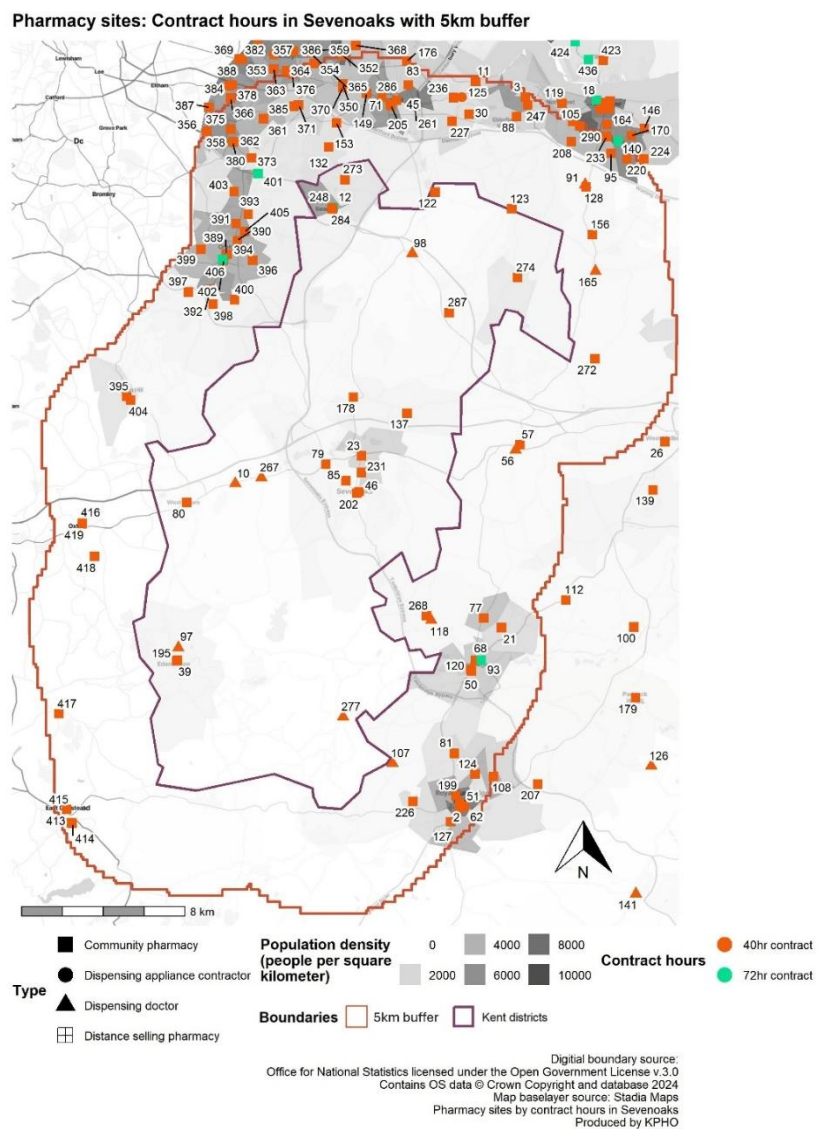 Pharmacy sites: Contract hours in Sevenoaks with 5km buffer
369 382 357 386 359 368 176 424 423
436
388 353 364 354 352 83 11
384 363 376 365 18
378 236 125 3 119
387 366 385 370 350 71 286 45 30 247 105 164 146
375 149 205 261 88 170
356 361 371 227 290
358 362 153 208 233 140 224
380 373 132 95 220
401 273 91
403 248 12 122 123 128
393 284
405 156
391 98
389 390
399 394 274 165
406 396
397 402 400 287
392 398
272
395 178
404 137
57
23 26
79 56
10 267 85 231
46 139
80 202
416
419
418
112
268 77
118 21 100
97 68
195 120 93
39 50
179
417 277
107 81 126
124
199 108
415 226 51 207
413 2 62
414 127
N
141
8 km
Type
Community pharmacy
Dispensing appliance contractor
Dispensing doctor
Distance selling pharmacy
Population density
(people per square
kilometer)
0 4000 8000
2000 6000 10000
Contract hours
40hr contract
72hr contract
Boundaries 5km buffer Kent districts
Digitial boundary source:
Office for National Statistics licensed under the Open Government License v.3.0
Contains OS data © Crown Copyright and database 2024
Map baselayer source: Stadia Maps
Pharmacy sites by contract hours in Sevenoaks
Produced by KPHO